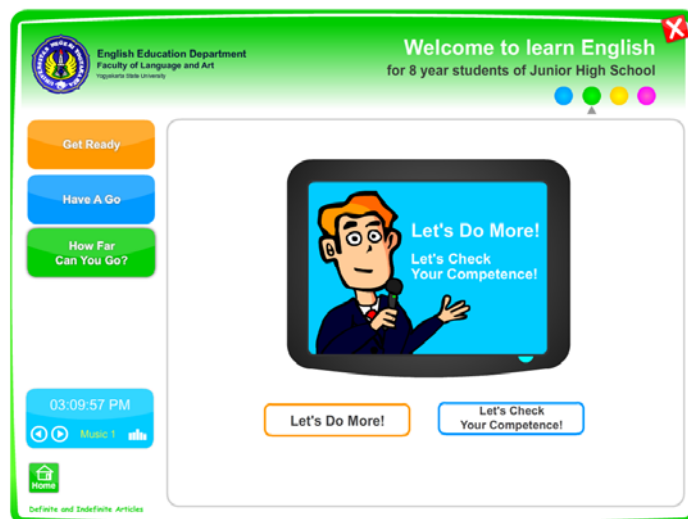 English Education Department
Faculty of Language and Art
Yogyakarta State University
Welcome to learn English
for 8 year students of Junior High School
Get Ready
Have A Go
How Far
Can You Go?
Let's Do More!
Let's Check
Your Competence!
Let's Do More!
Let's Check
Your Competence!
03:09:57 PM
Music 1
Home
Definite and Indefinite Articles